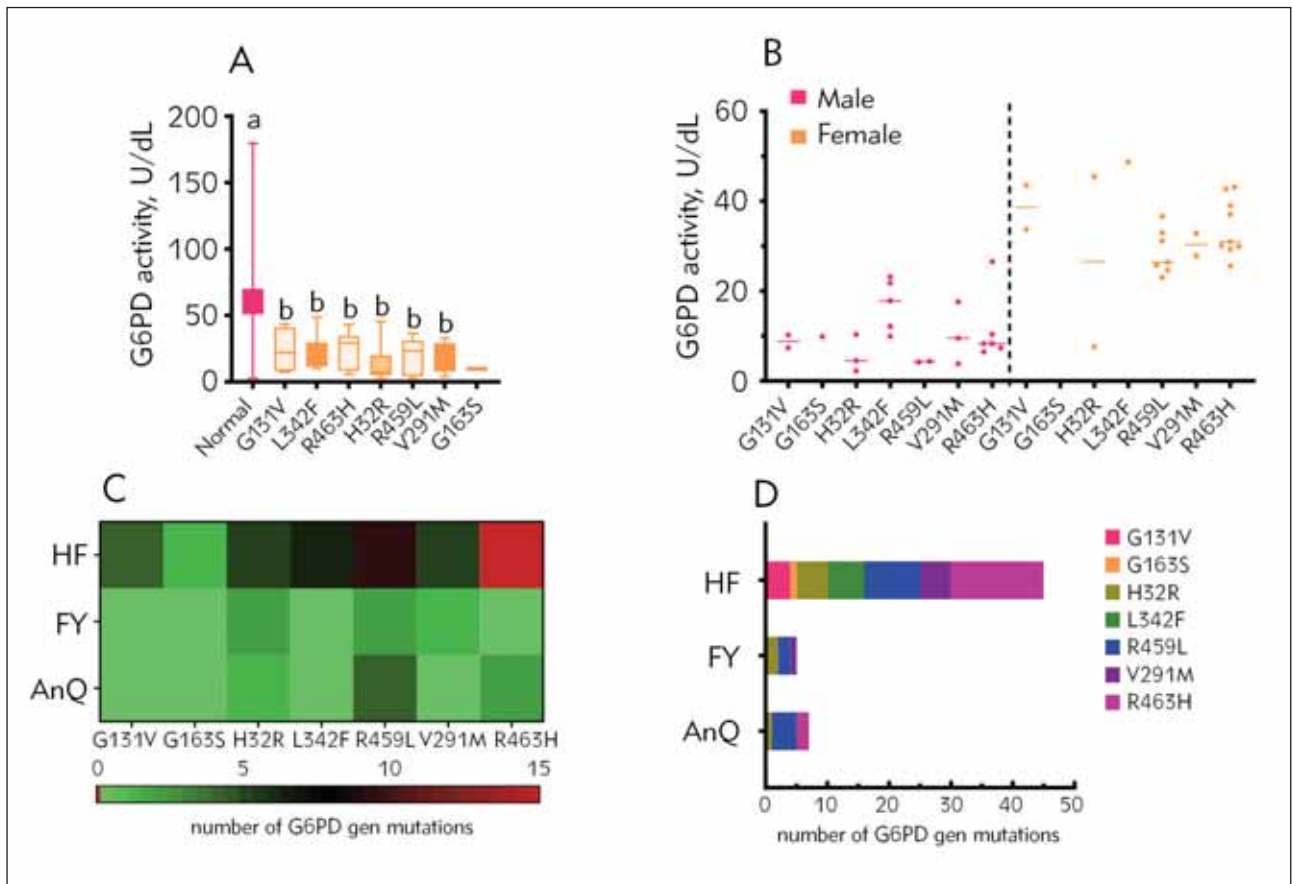 A
G6PD activity, U/dL
200
150
100
50
0
a
b b b b b b
Normal
G131V
L342F
R463H
H32R
R459L
V291M
G163S
B
Male
Female
G6PD activity, U/dL
60
40
20
0
G131V
G163S
H32R
L342F
R459L
V291M
R463H
G131V
G163S
H32R
L342F
R459L
V291M
R463H
C
HF
FY
AnQ
G131V G163S H32R L342F R459L V291M R463H
0 5 10 15
number of G6PD gen mutations
D
HF
FY
AnQ
0 10 20 30 40 50
number of G6PD gen mutations
G131V
G163S
H32R
L342F
R459L
V291M
R463H